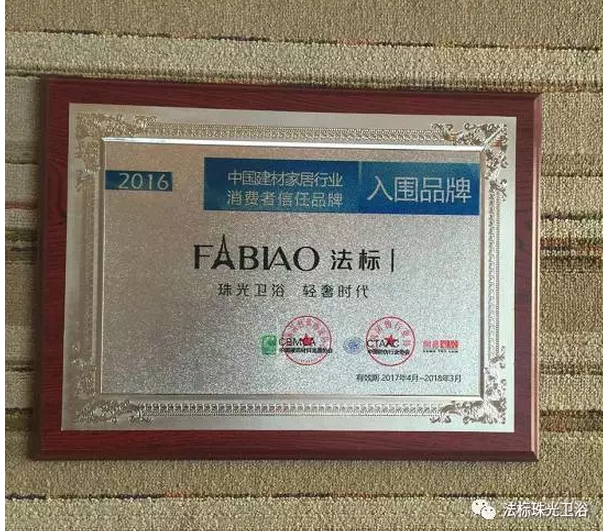 2016
中国建材家居行业
消费者信任品牌
入围品牌
FABIAO 法标
珠光卫浴 轻奢时代
CBMCA
CTAAC
有效期 2017年4月-2018年3月
法标珠光卫浴